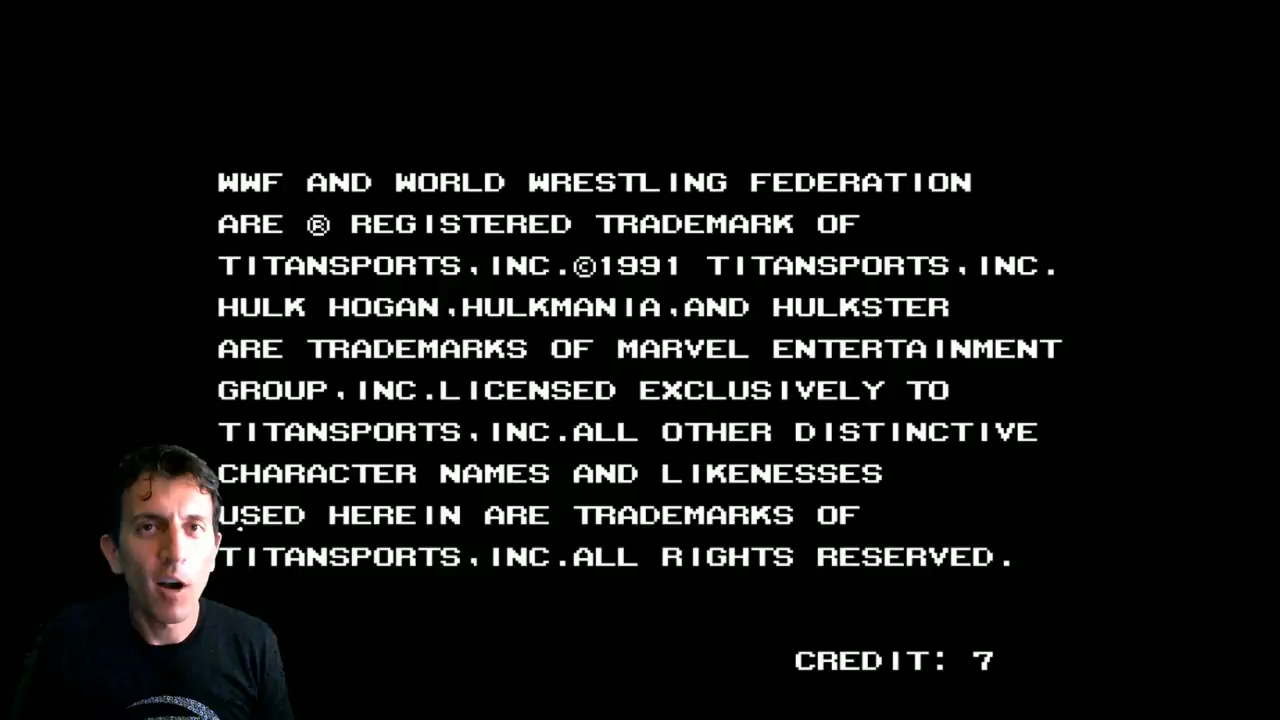 WWF AND WORLD WRESTLING FEDERATION
ARE ® REGISTERED TRADEMARK OF
TITANSPORTS,INC.©1991 TITANSPORTS,INC.
HULK HOGAN,HULKMANIA,AND HULKSTER
ARE TRADEMARKS OF MARVEL ENTERTAINMENT
GROUP,INC.LICENSED EXCLUSIVELY TO
TITANSPORTS,INC.ALL OTHER DISTINCTIVE
CHARACTER NAMES AND LIKENESSES
USED HEREIN ARE TRADEMARKS OF
TITANSPORTS,INC.ALL RIGHTS RESERVED.
CREDIT: 7